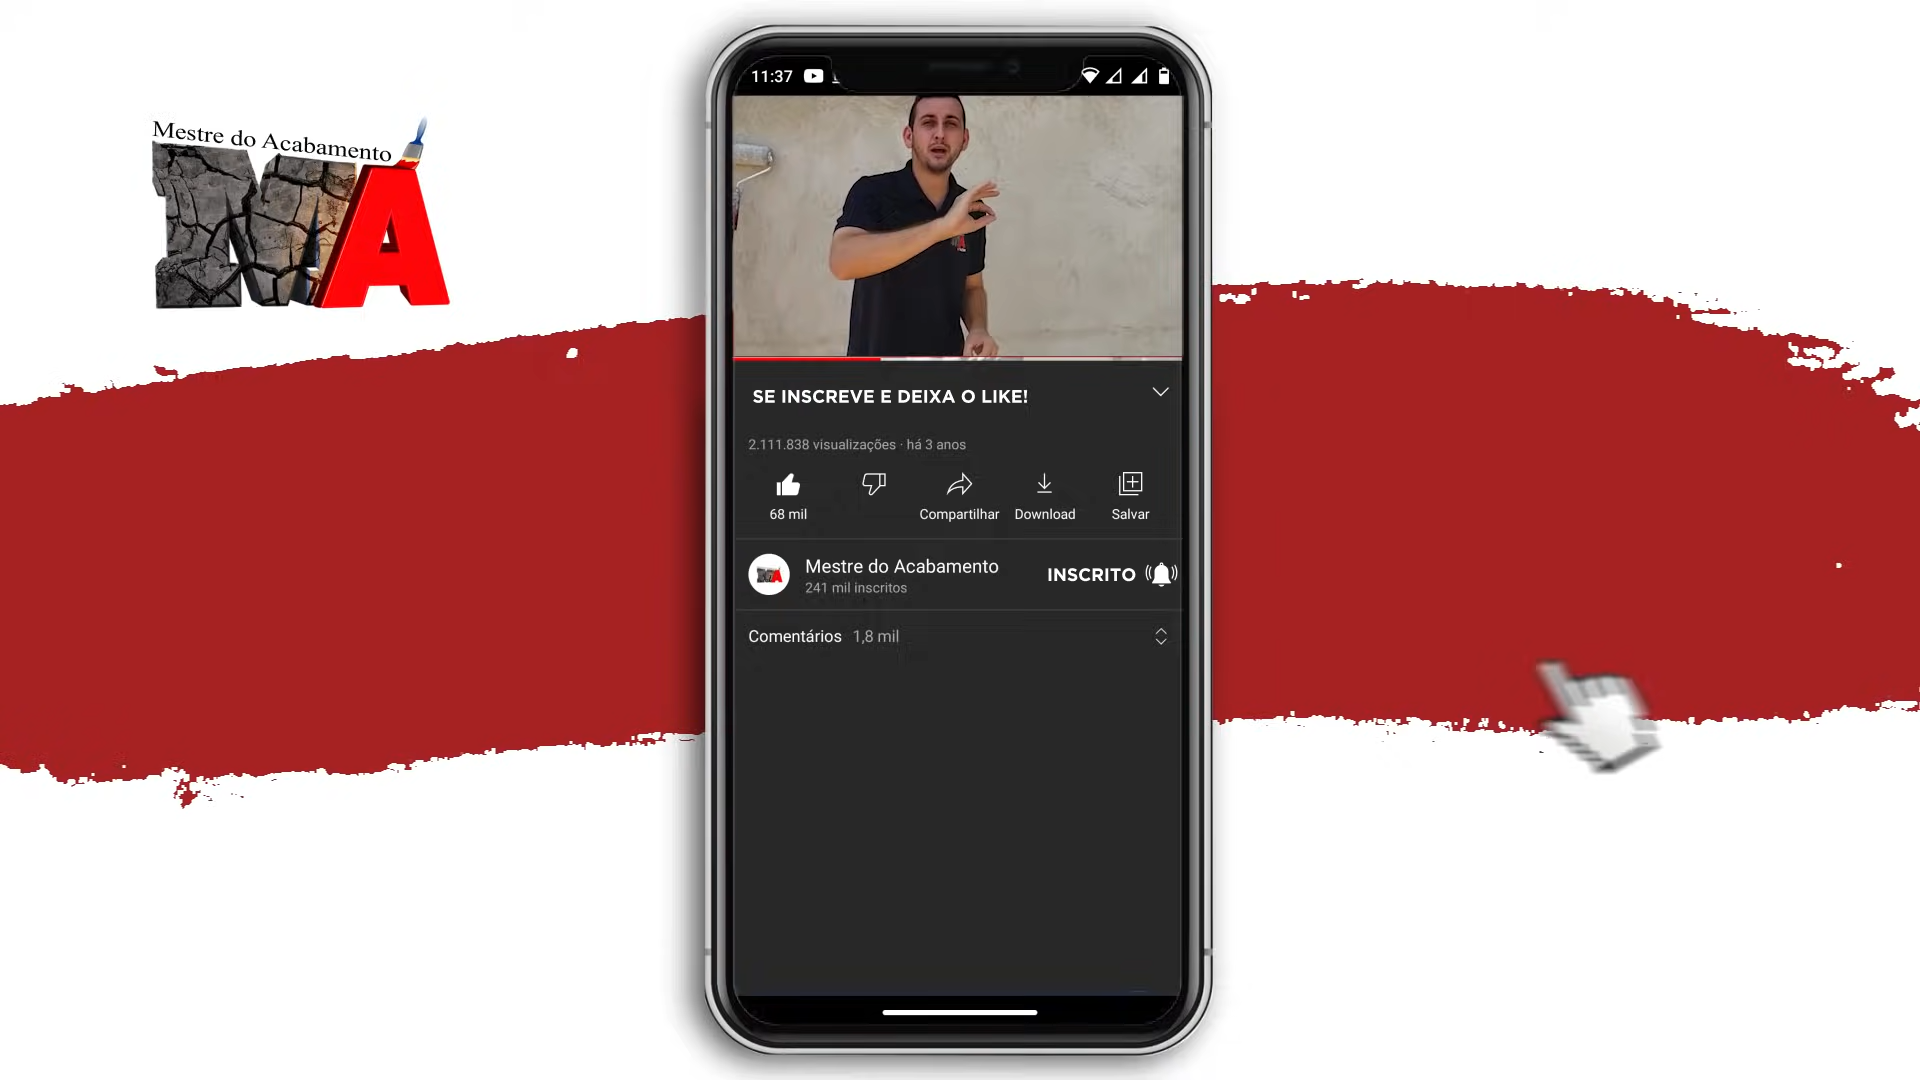 Mestre do Acabamento
MA
11:37
SE INSCREVE E DEIXA O LIKE!
2.111.838 visualizações · há 3 anos
68 mil
Compartilhar
Download
Salvar
Mestre do Acabamento
INSCRITO
241 mil inscritos
Comentários 1,8 mil